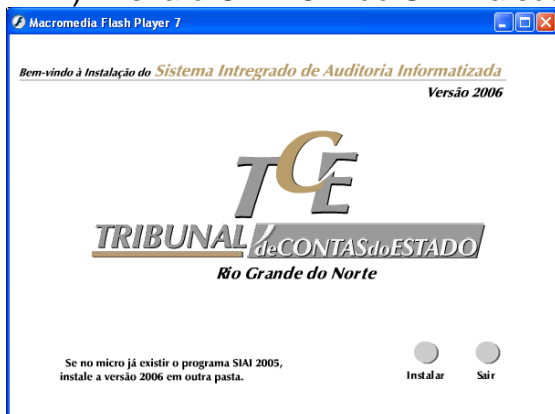 Macromedia Flash Player 7
Bem-vindo à Instalação do Sistema Intregrado de Auditoria Informatizada
Versão 2006
TCE
TRIBUNAL deCONTASdoESTADO
Rio Grande do Norte
Se no micro já existir o programa SIAI 2005,
instale a versão 2006 em outra pasta.
Instalar Sair